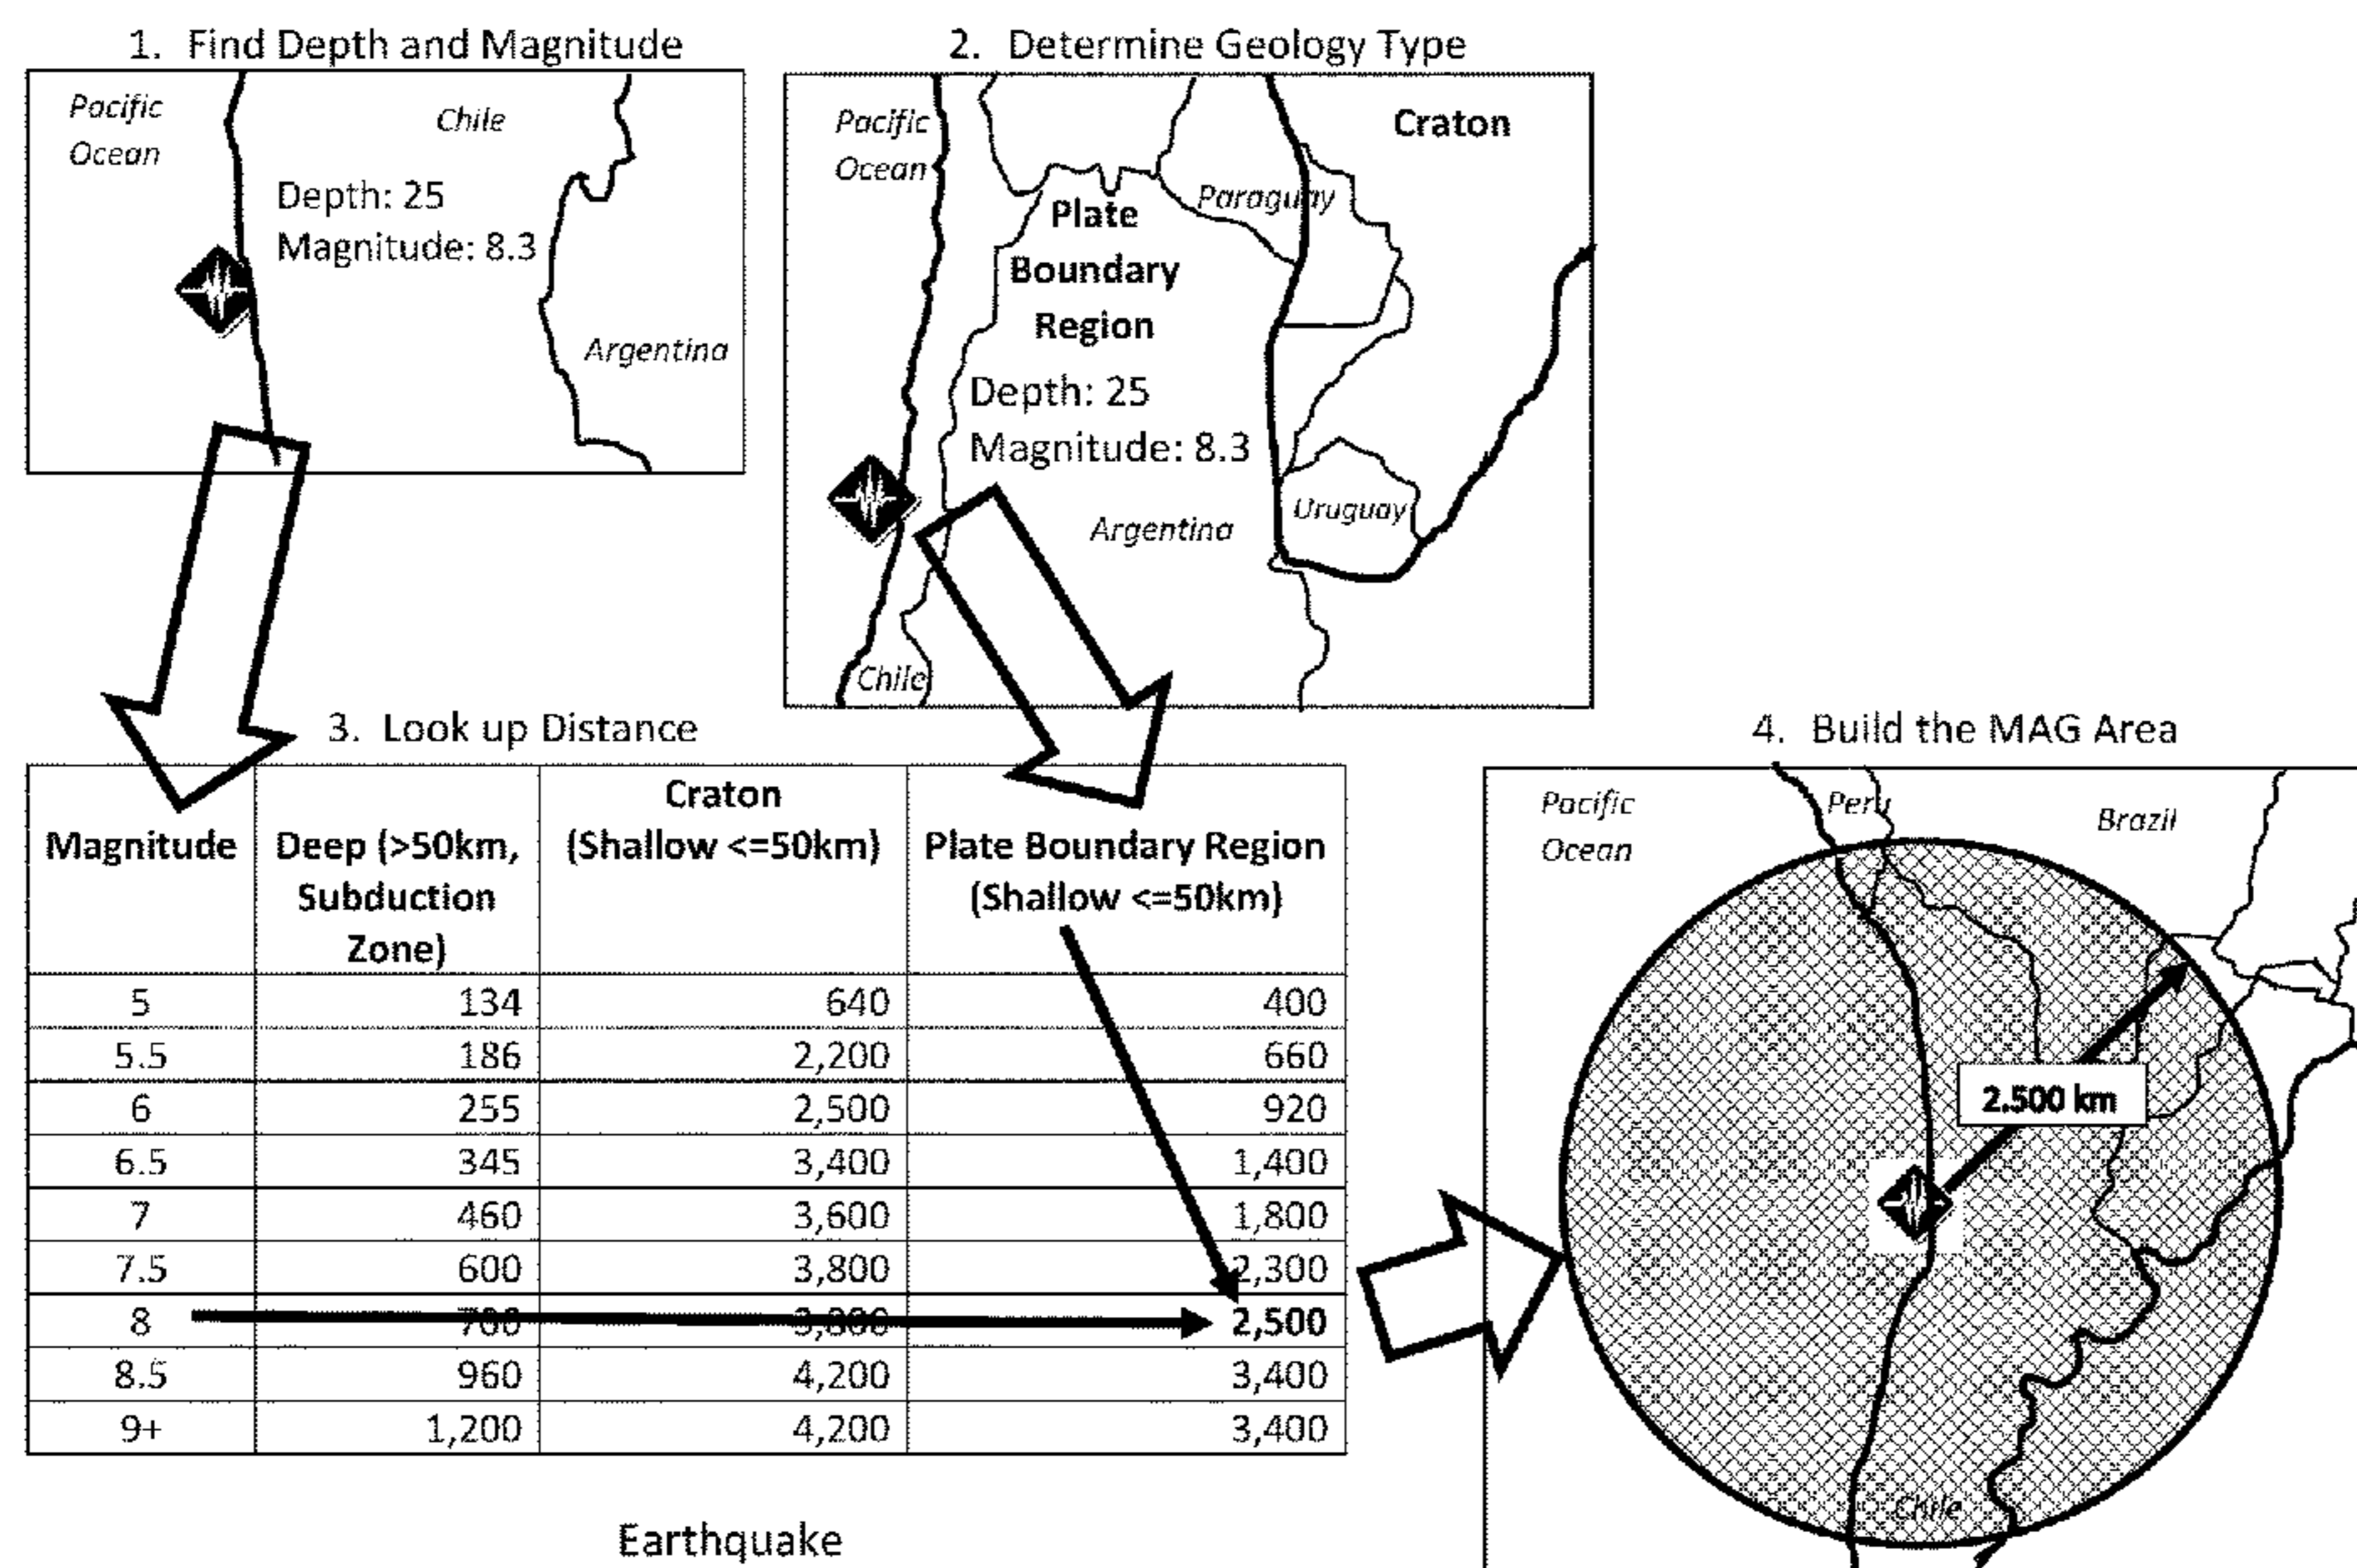 1. Find Depth and Magnitude
Pacific
Ocean
Chile
Depth: 25
Magnitude: 8.3
Argentina
2. Determine Geology Type
Pacific
Ocean
Craton
Paraguay
Plate
Boundary
Region
Depth: 25
Magnitude: 8.3
Argentina
Uruguay
Chile
3. Look up Distance
Magnitude | Deep (>50km, Subduction Zone) | Craton (Shallow <=50km) | Plate Boundary Region (Shallow <=50km)
5 | 134 | 640 | 400
5.5 | 186 | 2,200 | 660
6 | 255 | 2,500 | 920
6.5 | 345 | 3,400 | 1,400
7 | 460 | 3,600 | 1,800
7.5 | 600 | 3,800 | 2,300
8 | 2,500
8.5 | 960 | 4,200 | 3,400
9+ | 1,200 | 4,200 | 3,400
4. Build the MAG Area
Pacific
Ocean
Peru
Brazil
2.500 km
Chile
Earthquake